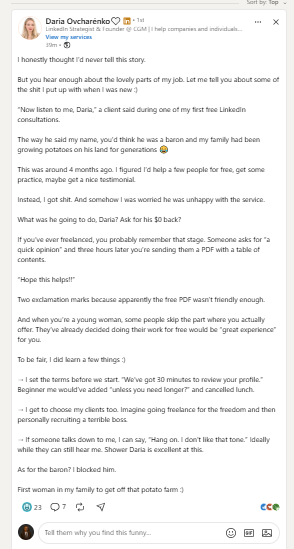 Sort by: Top
Daria Ovcharenko • 1st
LinkedIn Strategist & Founder @ CGM | I help companies and individuals...
View my services
39m •
I honestly thought I'd never tell this story.
But you hear enough about the lovely parts of my job. Let me tell you about some of
the shit I put up with when I was new :)
"Now listen to me, Daria," a client said during one of my first free LinkedIn
consultations.
The way he said my name, you'd think he was a baron and my family had been
growing potatoes on his land for generations 😂
This was around 4 months ago. I figured I'd help a few people for free, get some
practice, maybe get a nice testimonial.
Instead, I got shit. And somehow I was worried he was unhappy with the service.
What was he going to do, Daria? Ask for his $0 back?
If you've ever freelanced, you probably remember that stage. Someone asks for "a
quick opinion" and three hours later you're sending them a PDF with a table of
contents.
"Hope this helps!!"
Two exclamation marks because apparently the free PDF wasn't friendly enough.
And when you're a young woman, some people skip the part where you actually
offer. They've already decided doing their work for free would be "great experience"
for you.
To be fair, I did learn a few things :)
→ I set the terms before we start. "We've got 30 minutes to review your profile."
Beginner me would've added "unless you need longer?" and cancelled lunch.
→ I get to choose my clients too. Imagine going freelance for the freedom and then
personally recruiting a terrible boss.
→ If someone talks down to me, I can say, "Hang on. I don't like that tone." Ideally
while they can still hear me. Shower Daria is excellent at this.
As for the baron? I blocked him.
First woman in my family to get off that potato farm :)
23
7
Tell them why you find this funny...
GIF